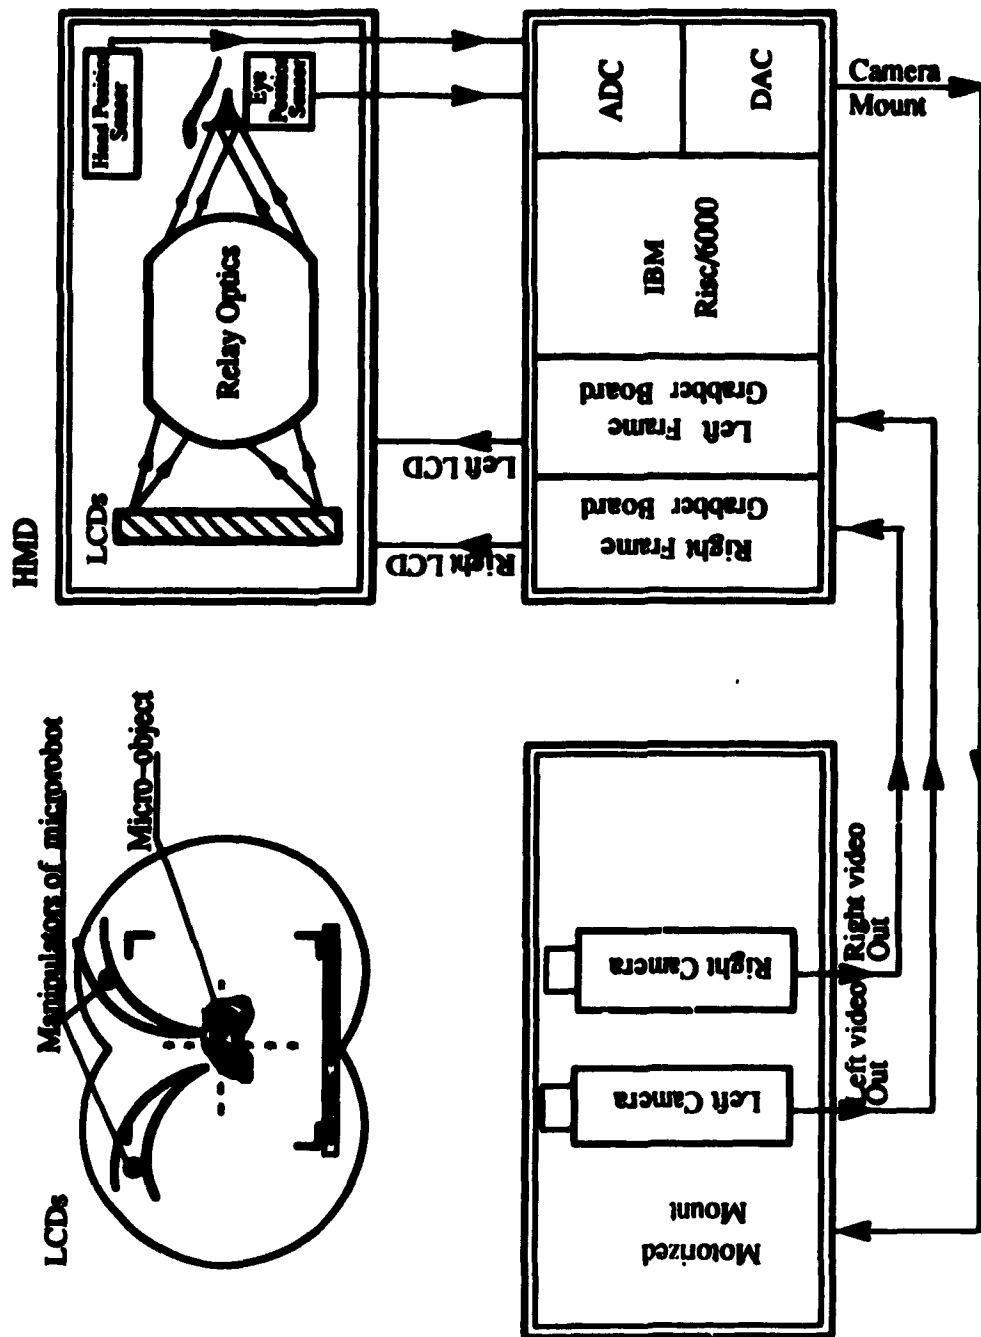 HMD
LCDs
Relay Optics
Head Position
Sensor
Eye
Position
Sensor
Right LCD
Left LCD
Right Frame
Grabber Board
Left Frame
Grabber Board
IBM
Risc/6000
ADC
DAC
Camera
Mount
LCDs
Manipulators of microrobot
Micro-object
Motorized
Mount
Left Camera
Right Camera
Left video
Out
Right video
Out